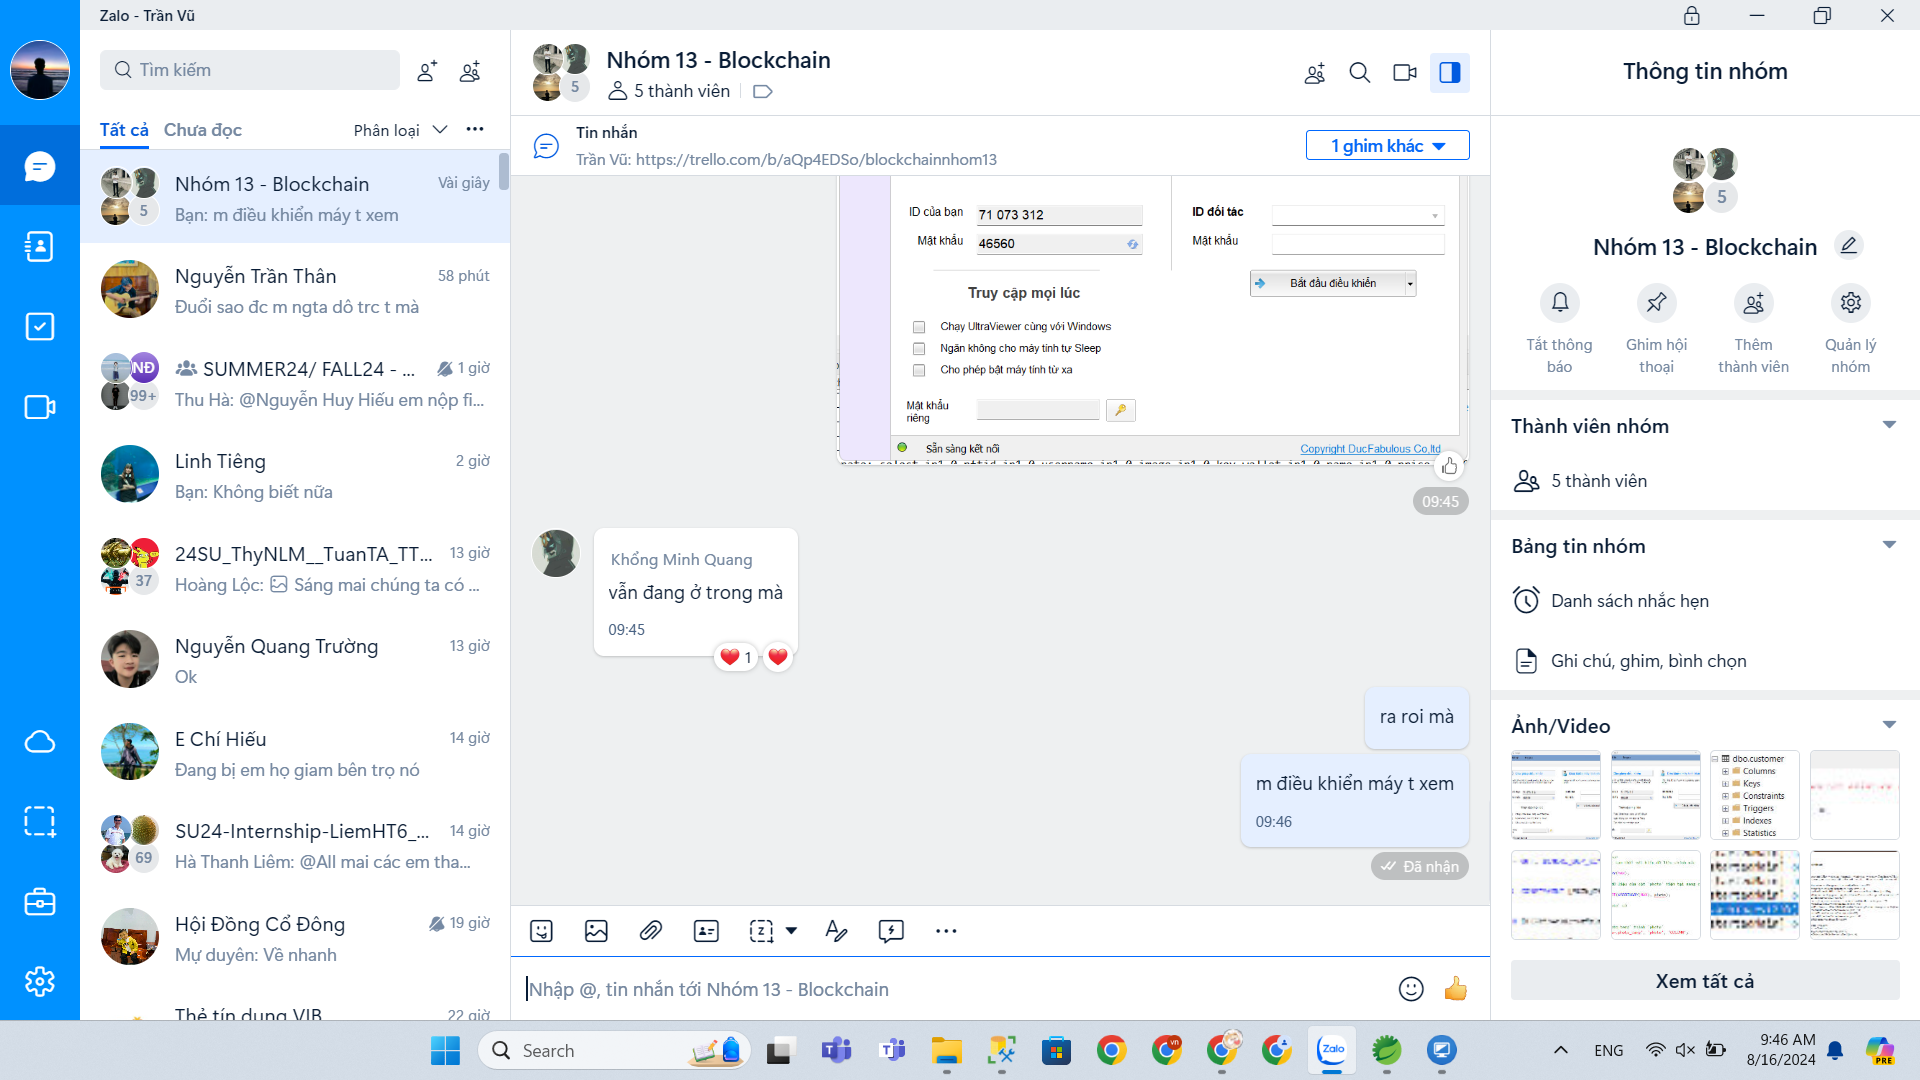 Zalo - Trần Vũ
Tìm kiếm
Tất cả Chưa đọc Phân loại
Nhóm 13 - Blockchain Vài giây
5 Bạn: m điều khiển máy t xem
Nguyễn Trần Thân 58 phút
Đuổi sao đc m ngta dô trc t mà
NĐ SUMMER24/ FALL24 - ... 1 giờ
99+ Thu Hà: @Nguyễn Huy Hiếu em nộp fi...
Linh Tiêng 2 giờ
Bạn: Không biết nữa
24SU_ThyNLM__TuanTA_TT... 13 giờ
37 Hoàng Lộc: Sáng mai chúng ta có ...
Nguyễn Quang Trường 13 giờ
Ok
E Chí Hiếu 14 giờ
Đang bị em họ giam bên trọ nó
SU24-Internship-LiemHT6_... 14 giờ
69 Hà Thanh Liêm: @All mai các em tha...
Hội Đồng Cổ Đông 19 giờ
Mự duyên: Về nhanh
Thẻ tín dụng VIB 22 giờ
Nhóm 13 - Blockchain
5 5 thành viên
Tin nhắn
Trần Vũ: https://trello.com/b/aQp4EDSo/blockchainnhom13
1 ghim khác
ID của bạn 71 073 312
Mật khẩu 46560
ID đối tác
Mật khẩu
Bắt đầu điều khiển
Truy cập mọi lúc
Chạy UltraViewer cùng với Windows
Ngăn không cho máy tính tự Sleep
Cho phép bật máy tính từ xa
Mật khẩu
riêng
Sẵn sàng kết nối
Copyright DucFabulous Co,ltd
09:45
Khổng Minh Quang
vẫn đang ở trong mà
09:45
1
ra roi mà
m điều khiển máy t xem
09:46
Đã nhận
Nhập @, tin nhắn tới Nhóm 13 - Blockchain
Thông tin nhóm
5
Nhóm 13 - Blockchain
Tắt thông
báo
Ghim hội
thoại
Thêm
thành viên
Quản lý
nhóm
Thành viên nhóm
5 thành viên
Bảng tin nhóm
Danh sách nhắc hẹn
Ghi chú, ghim, bình chọn
Ảnh/Video
dbo.customer
Columns
Keys
Constraints
Triggers
Indexes
Statistics
Xem tất cả
Search
Zalo
ENG
9:46 AM
8/16/2024
PRE